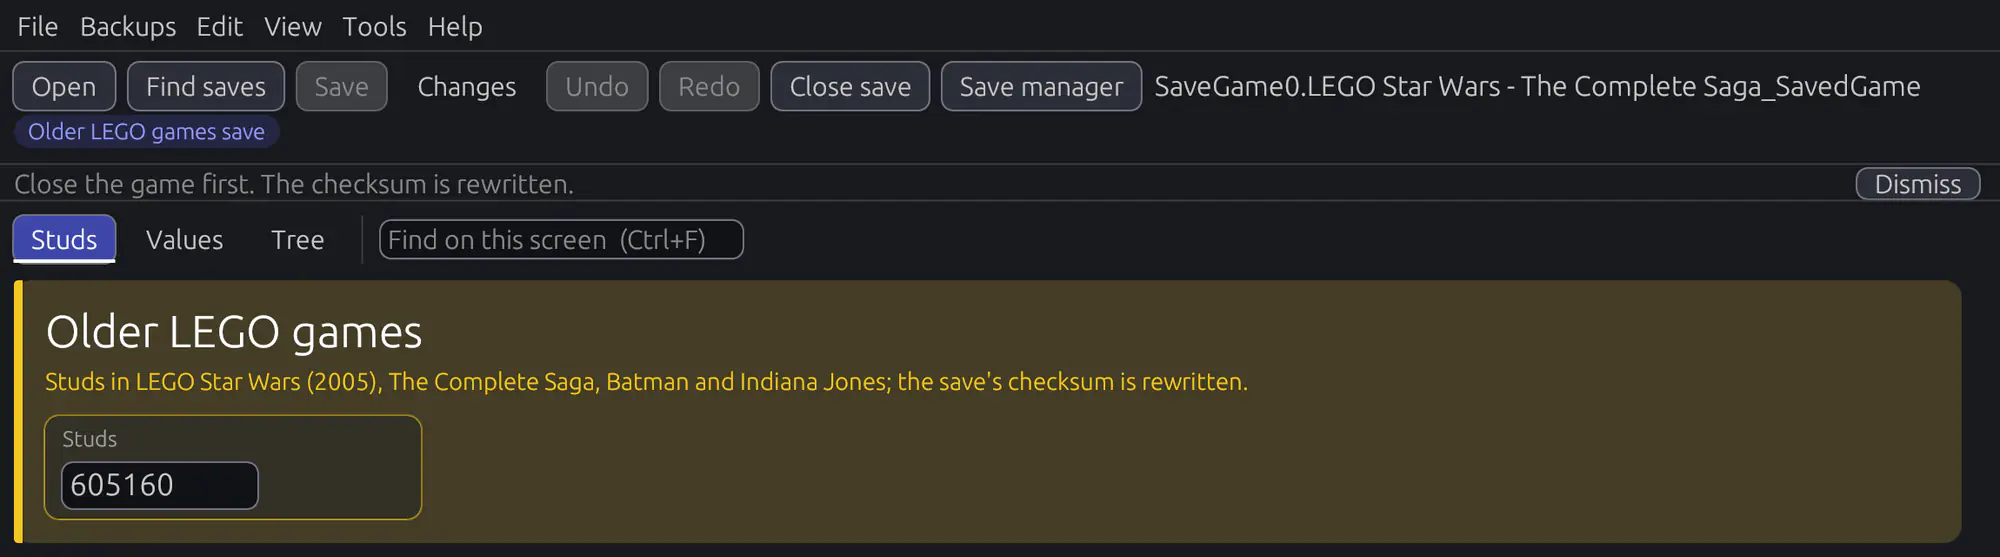 File Backups Edit View Tools Help
Open Find saves Save Changes Undo Redo Close save Save manager SaveGame0.LEGO Star Wars - The Complete Saga_SavedGame
Older LEGO games save
Close the game first. The checksum is rewritten. Dismiss
Studs Values Tree Find on this screen (Ctrl+F)
Older LEGO games
Studs in LEGO Star Wars (2005), The Complete Saga, Batman and Indiana Jones; the save's checksum is rewritten.
Studs
605160